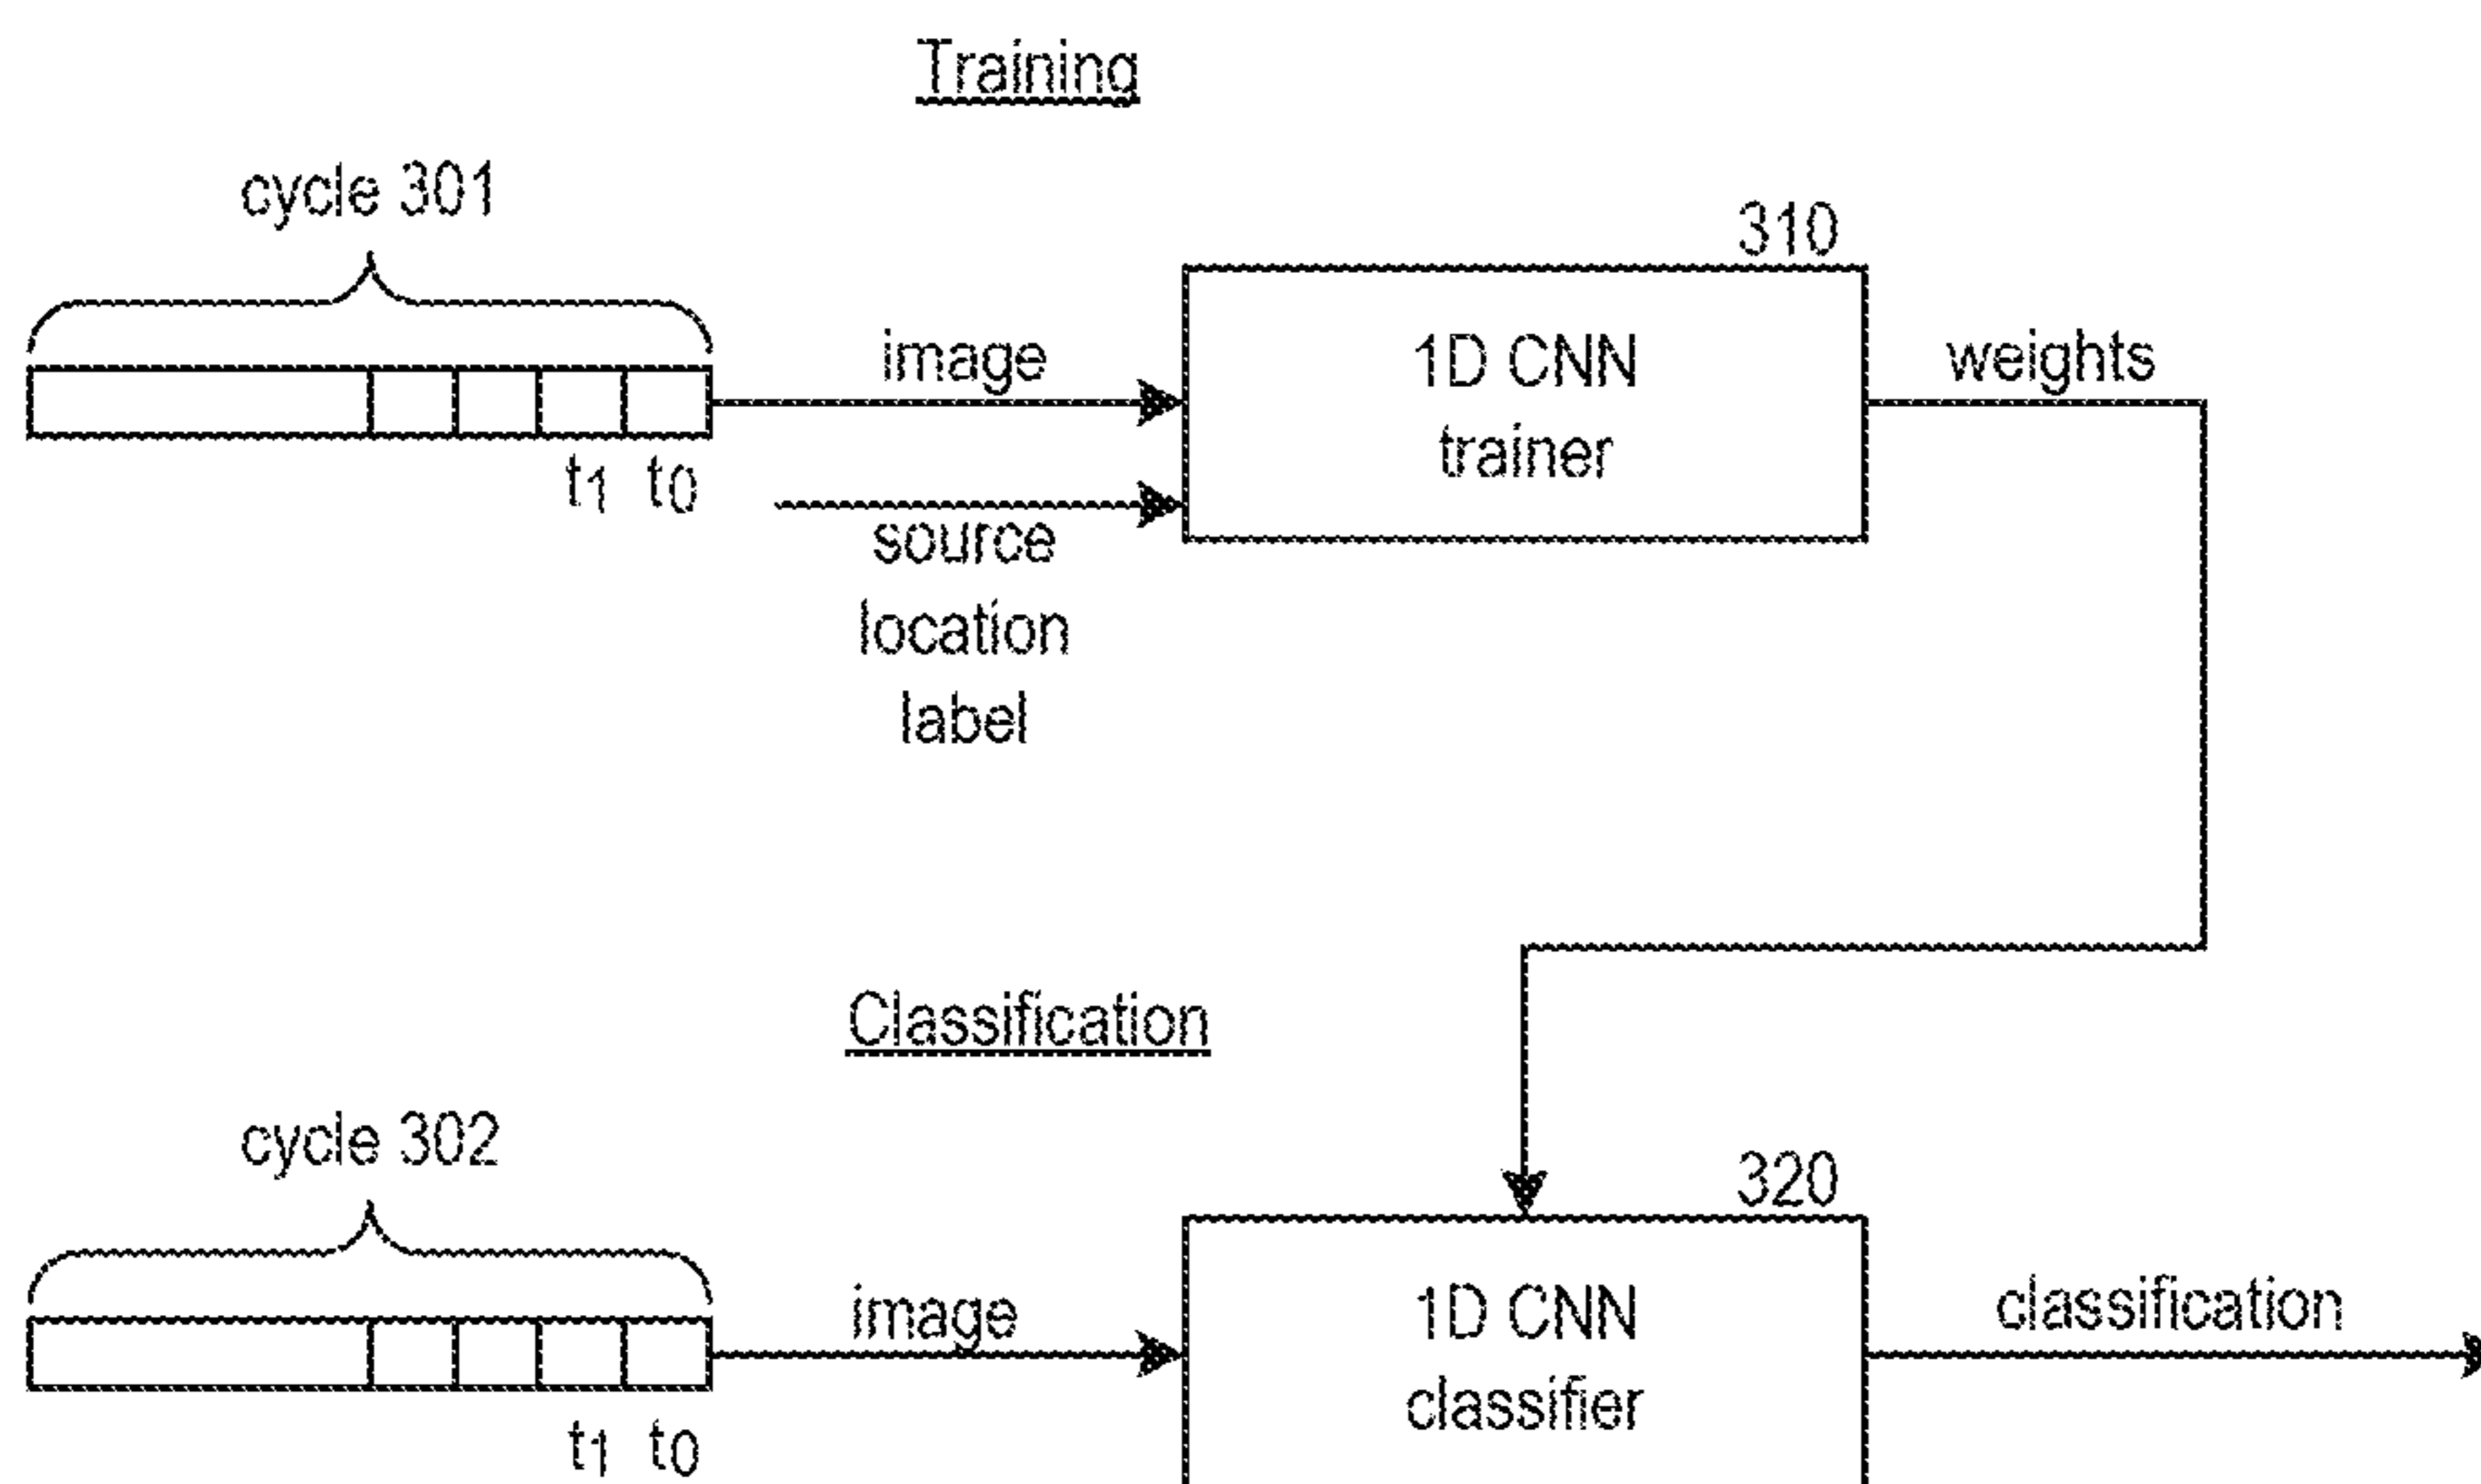 Training
cycle 301
310
image
1D CNN
trainer
weights
t1 t0
source
location
label
Classification
cycle 302
320
image
1D CNN
classifier
classification
t1 t0